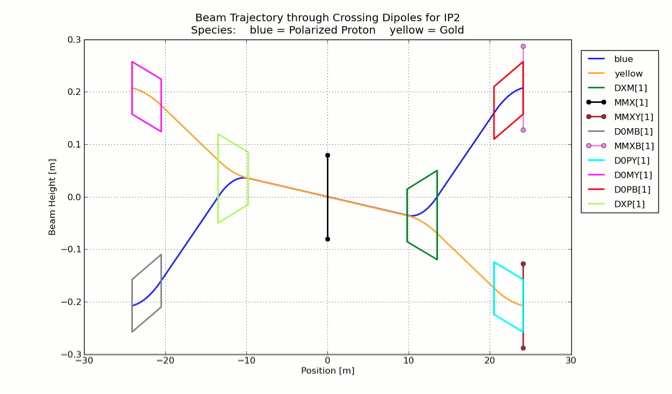 Beam Trajectory through Crossing Dipoles for IP2
Species:    blue = Polarized Proton    yellow = Gold
0.3
0.2
0.1
0.0
−0.1
−0.2
−0.3
Beam Height [m]
−30
−20
−10
0
10
20
30
Position [m]
blue
yellow
DXM[1]
MMX[1]
MMXY[1]
D0MB[1]
MMXB[1]
D0PY[1]
D0MY[1]
D0PB[1]
DXP[1]